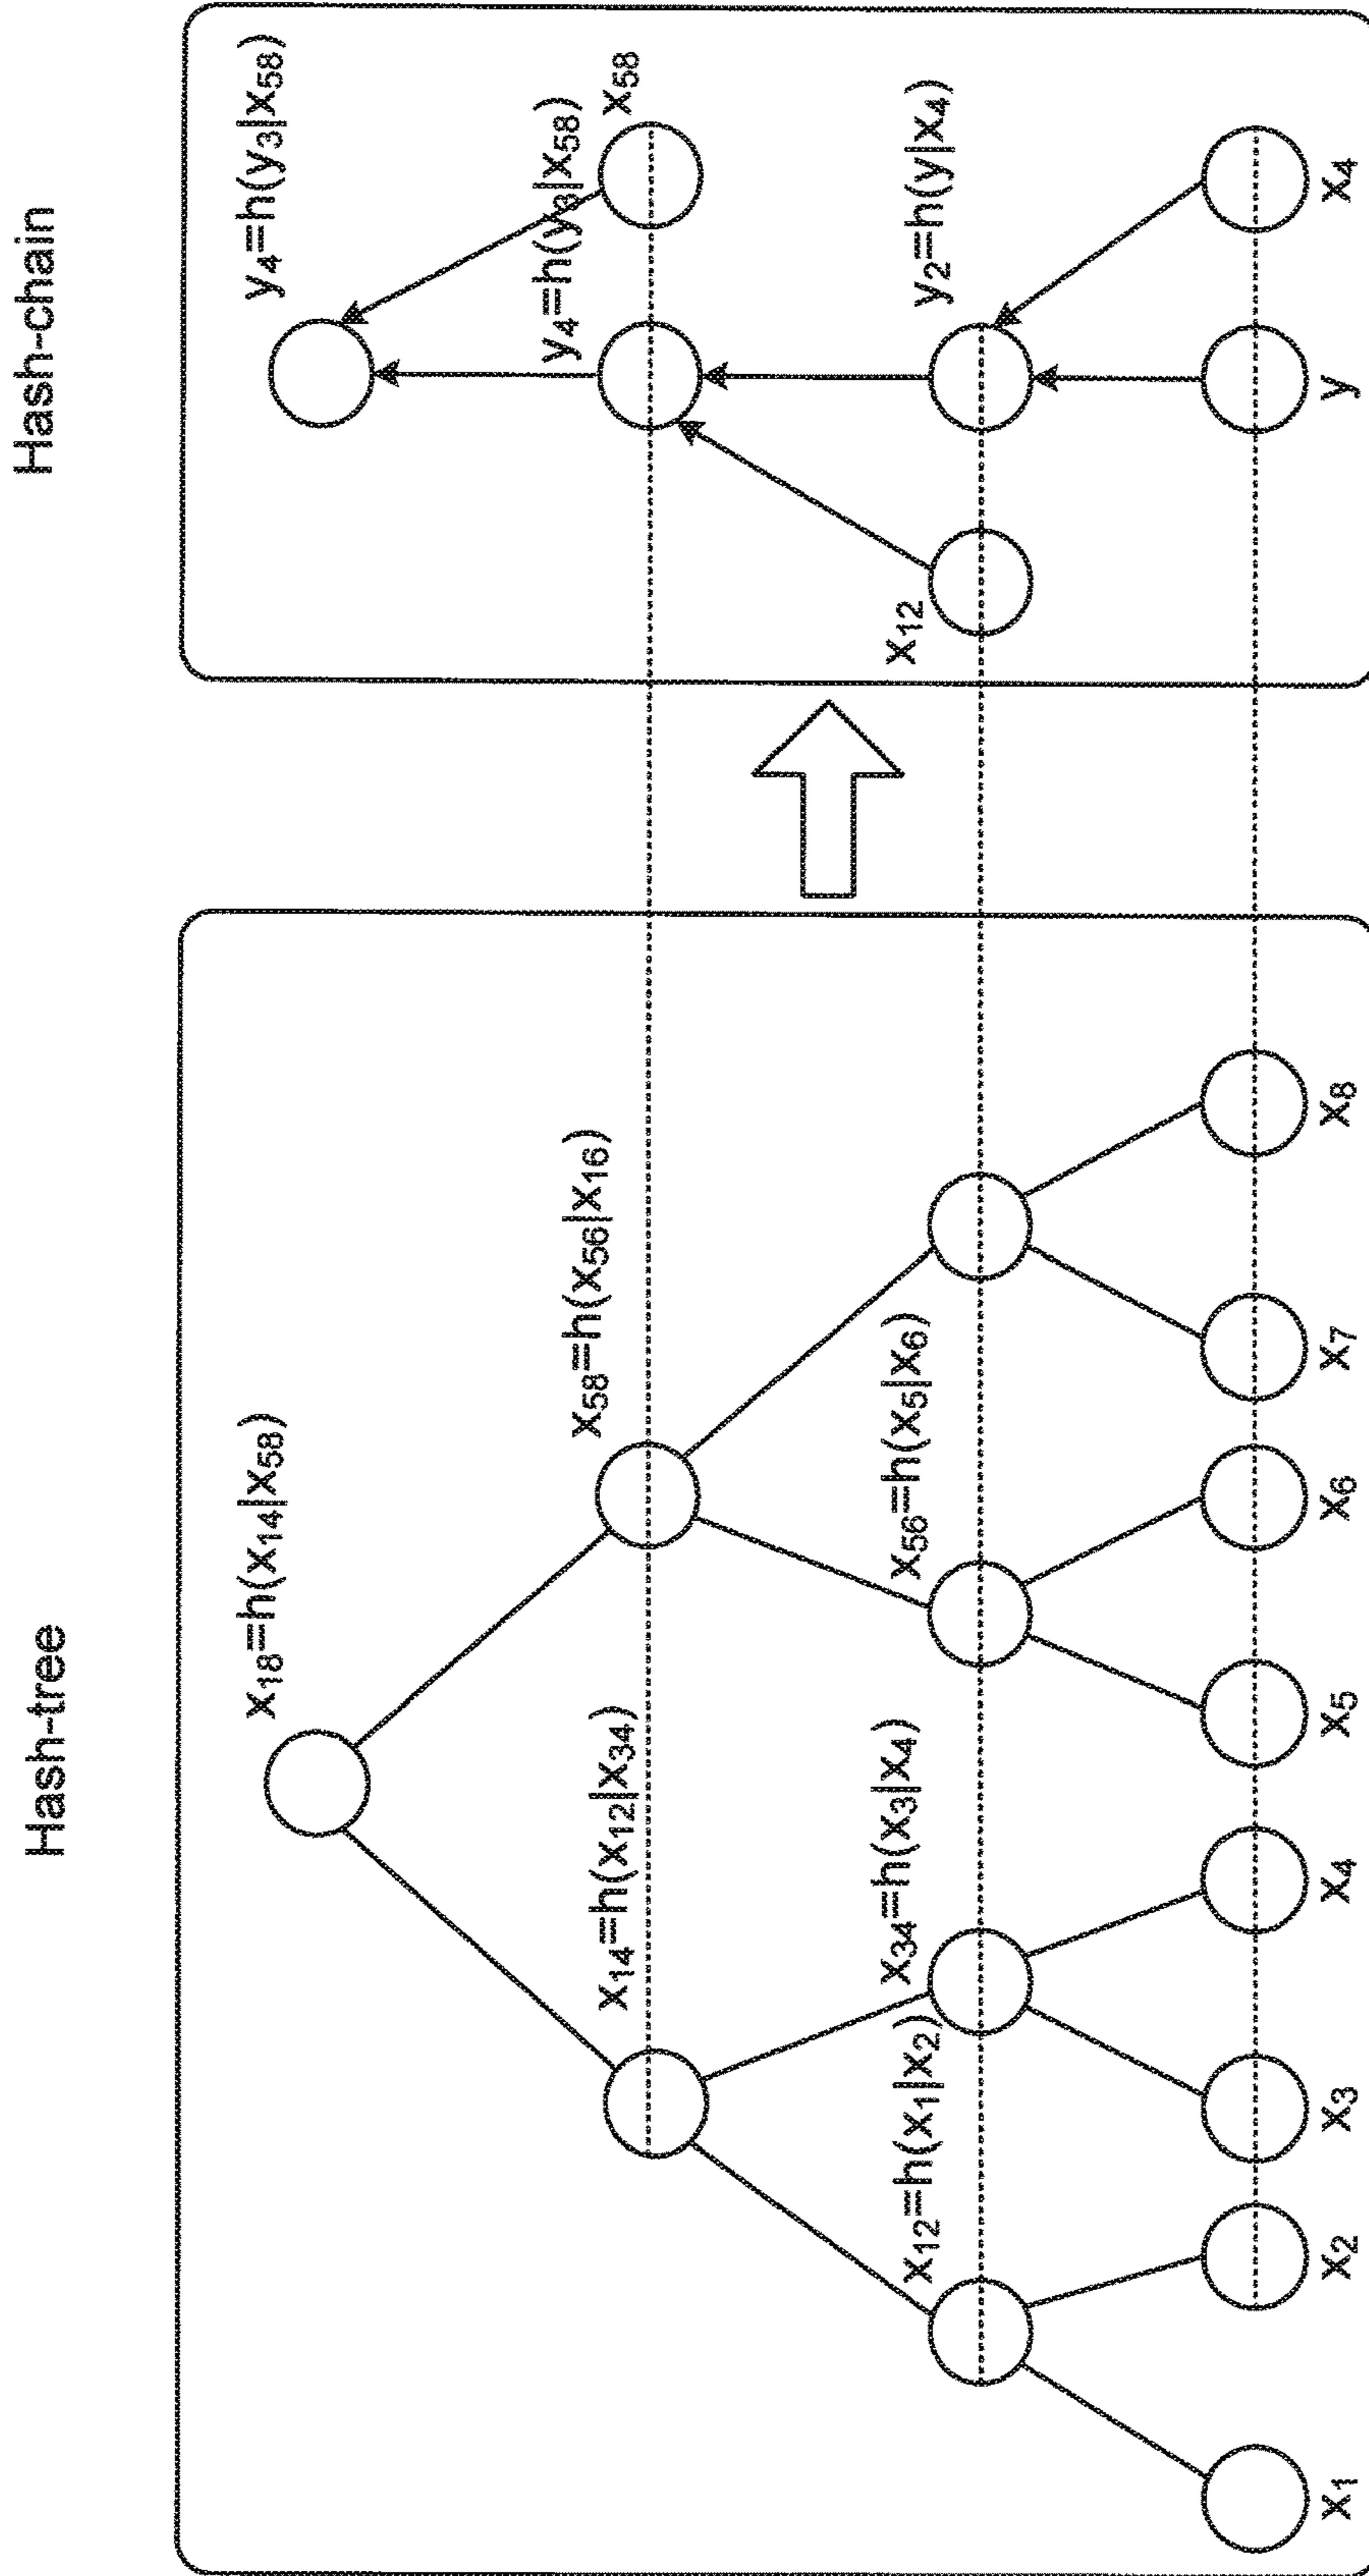 Hash-tree
x₁₈=h(x₁₄|x₅₈)
x₁₄=h(x₁₂|x₃₄)
x₅₈=h(x₅₆|x₁₆)
x₁₂=h(x₁|x₂)
x₃₄=h(x₃|x₄)
x₅₆=h(x₅|x₆)
x₁ x₂ x₃ x₄ x₅ x₆ x₇ x₈
Hash-chain
y₄=h(y₃|x₅₈)
y₄=h(y₃|x₅₈)
x₅₈
x₁₂
y₂=h(y|x₄)
y x₄